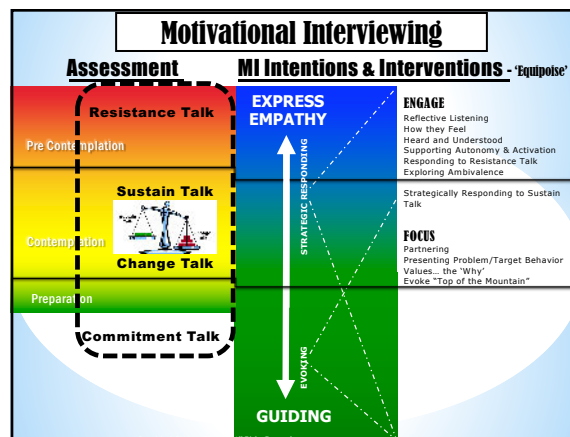 Motivational Interviewing
Assessment
MI Intentions & Interventions - ‘Equipoise’
Resistance Talk
Pre Contemplation
Sustain Talk
Contemplation
Change Talk
Preparation
Commitment Talk
EXPRESS
EMPATHY
STRATEGIC RESPONDING
EVOKING
GUIDING
ENGAGE
Reflective Listening
How they Feel
Heard and Understood
Supporting Autonomy & Activation
Responding to Resistance Talk
Exploring Ambivalence
Strategically Responding to Sustain
Talk
FOCUS
Partnering
Presenting Problem/Target Behavior
Values… the ‘Why’
Evoke “Top of the Mountain”